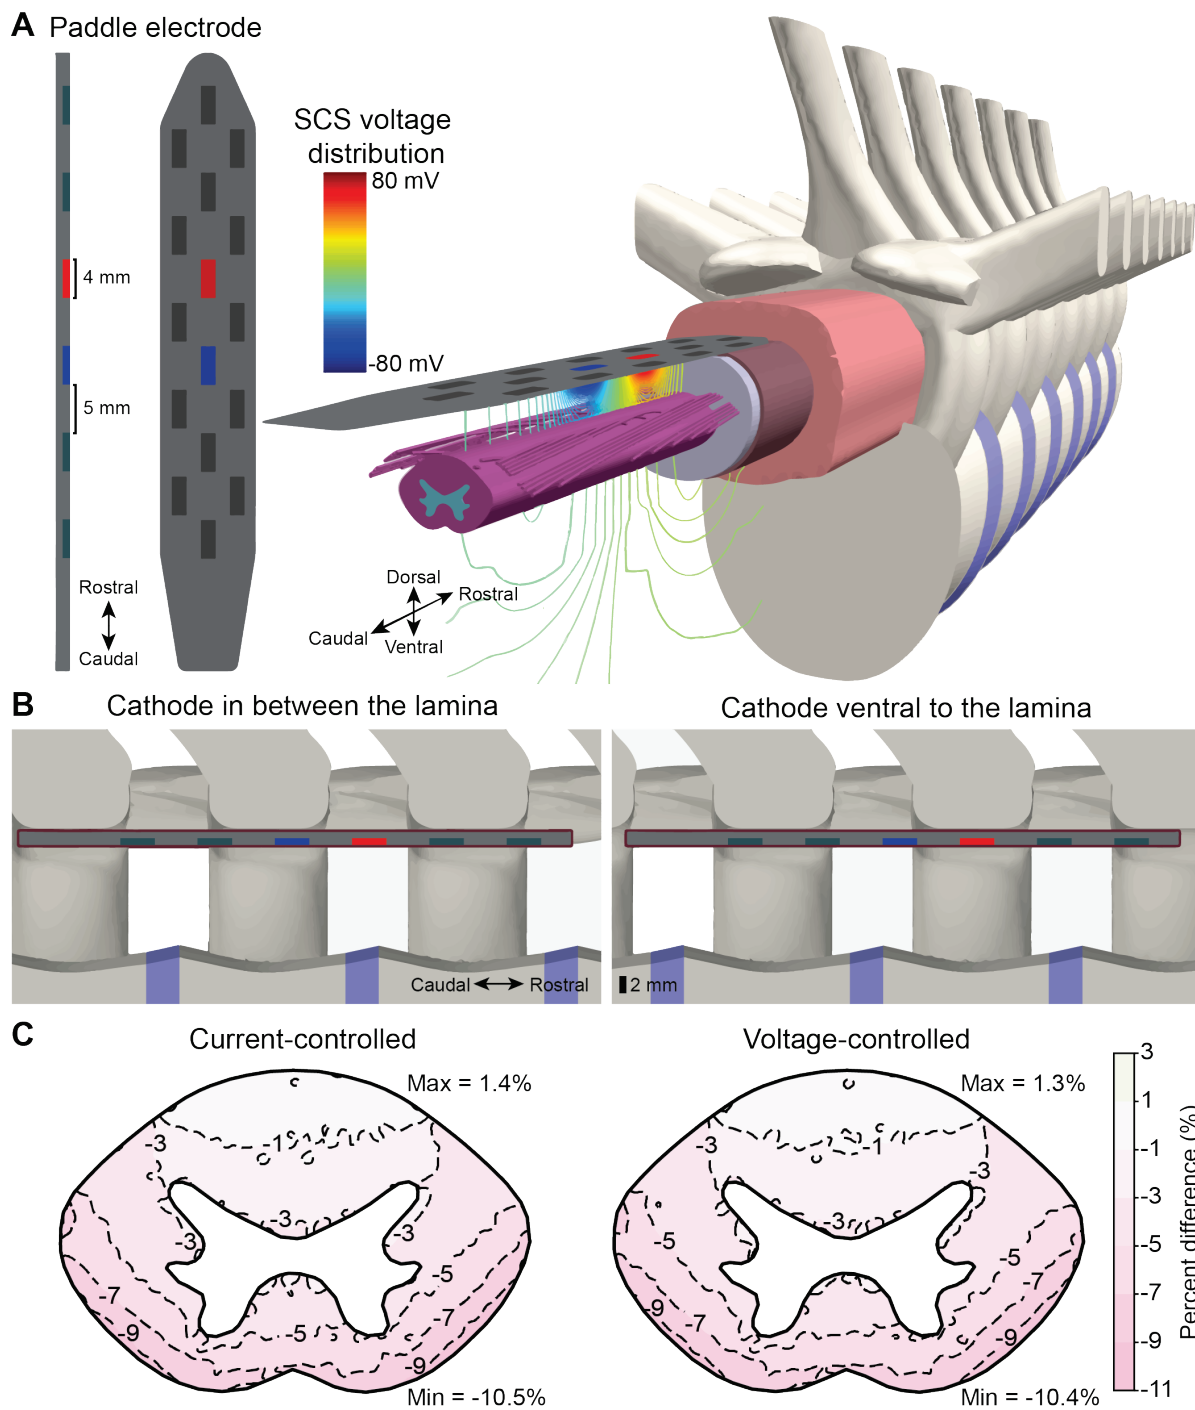 A Paddle electrode
SCS voltage
distribution
80 mV
-80 mV
4 mm
5 mm
Rostral
Caudal
Dorsal
Rostral
Caudal
Ventral
B
Cathode in between the lamina
Cathode ventral to the lamina
Caudal
Rostral
2 mm
C
Current-controlled
Voltage-controlled
Max = 1.4%
-3
-1
-3
-3
-3
-5
-7
-7
-9
-5
-9
Min = -10.5%
Max = 1.3%
-3
-1
-3
-3
-5
-5
-7
-9
-7
-9
Min = -10.4%
3
1
-1
-3
-5
-7
-9
-11
Percent difference (%)